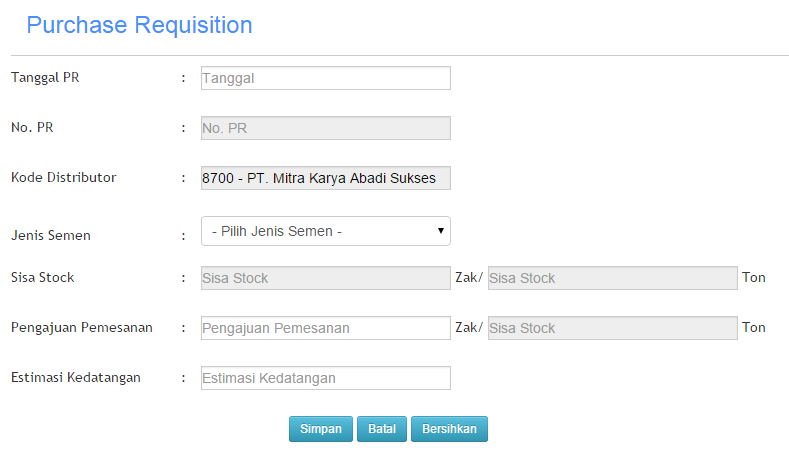 Purchase Requisition
Tanggal PR : Tanggal
No. PR : No. PR
Kode Distributor : 8700 - PT. Mitra Karya Abadi Sukses
Jenis Semen : - Pilih Jenis Semen -
Sisa Stock : Sisa Stock Zak/ Sisa Stock Ton
Pengajuan Pemesanan : Pengajuan Pemesanan Zak/ Sisa Stock Ton
Estimasi Kedatangan : Estimasi Kedatangan
Simpan Batal Bersihkan